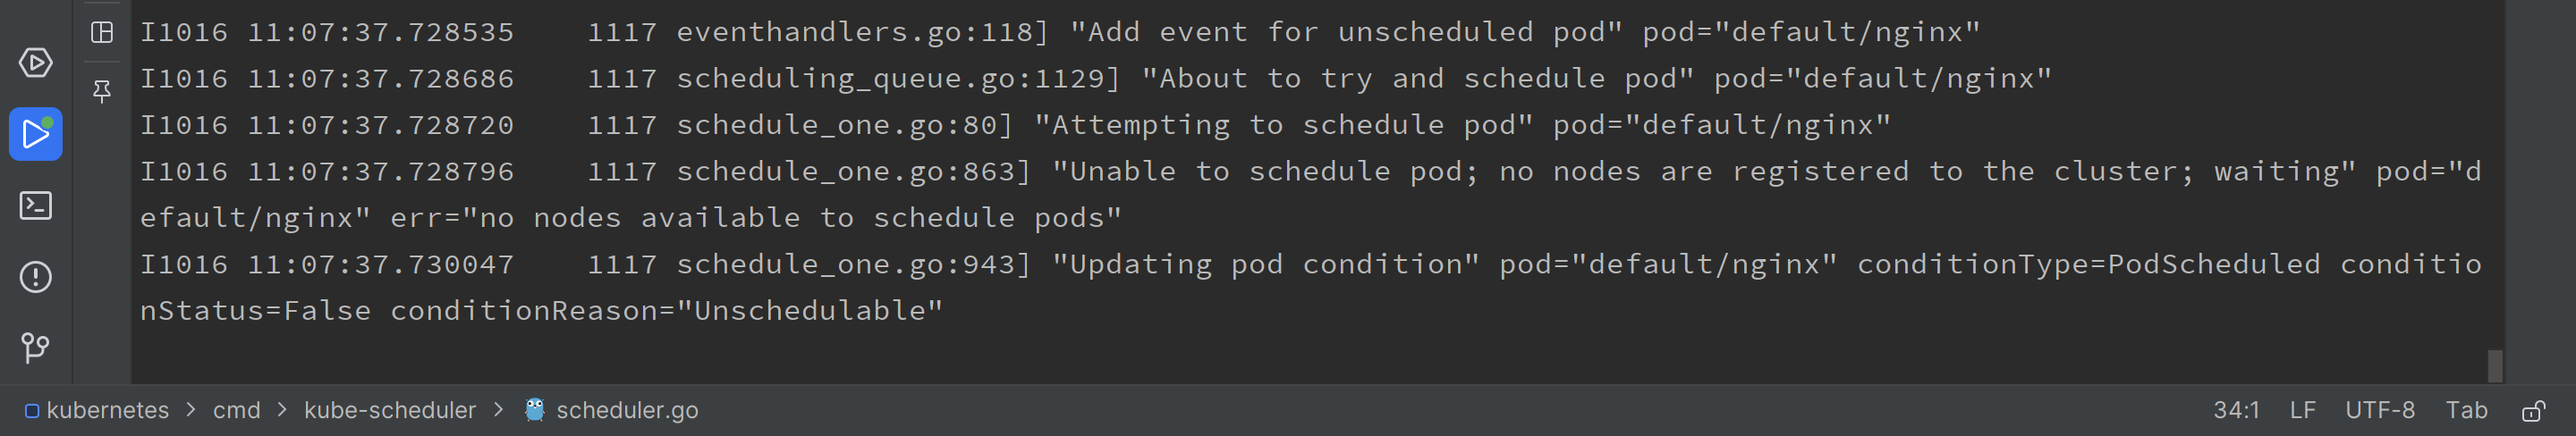 I1016 11:07:37.728535    1117 eventhandlers.go:118] "Add event for unscheduled pod" pod="default/nginx"
I1016 11:07:37.728686    1117 scheduling_queue.go:1129] "About to try and schedule pod" pod="default/nginx"
I1016 11:07:37.728720    1117 schedule_one.go:80] "Attempting to schedule pod" pod="default/nginx"
I1016 11:07:37.728796    1117 schedule_one.go:863] "Unable to schedule pod; no nodes are registered to the cluster; waiting" pod="d
efault/nginx" err="no nodes available to schedule pods"
I1016 11:07:37.730047    1117 schedule_one.go:943] "Updating pod condition" pod="default/nginx" conditionType=PodScheduled conditio
nStatus=False conditionReason="Unschedulable"
kubernetes > cmd > kube-scheduler > scheduler.go 34:1 LF UTF-8 Tab